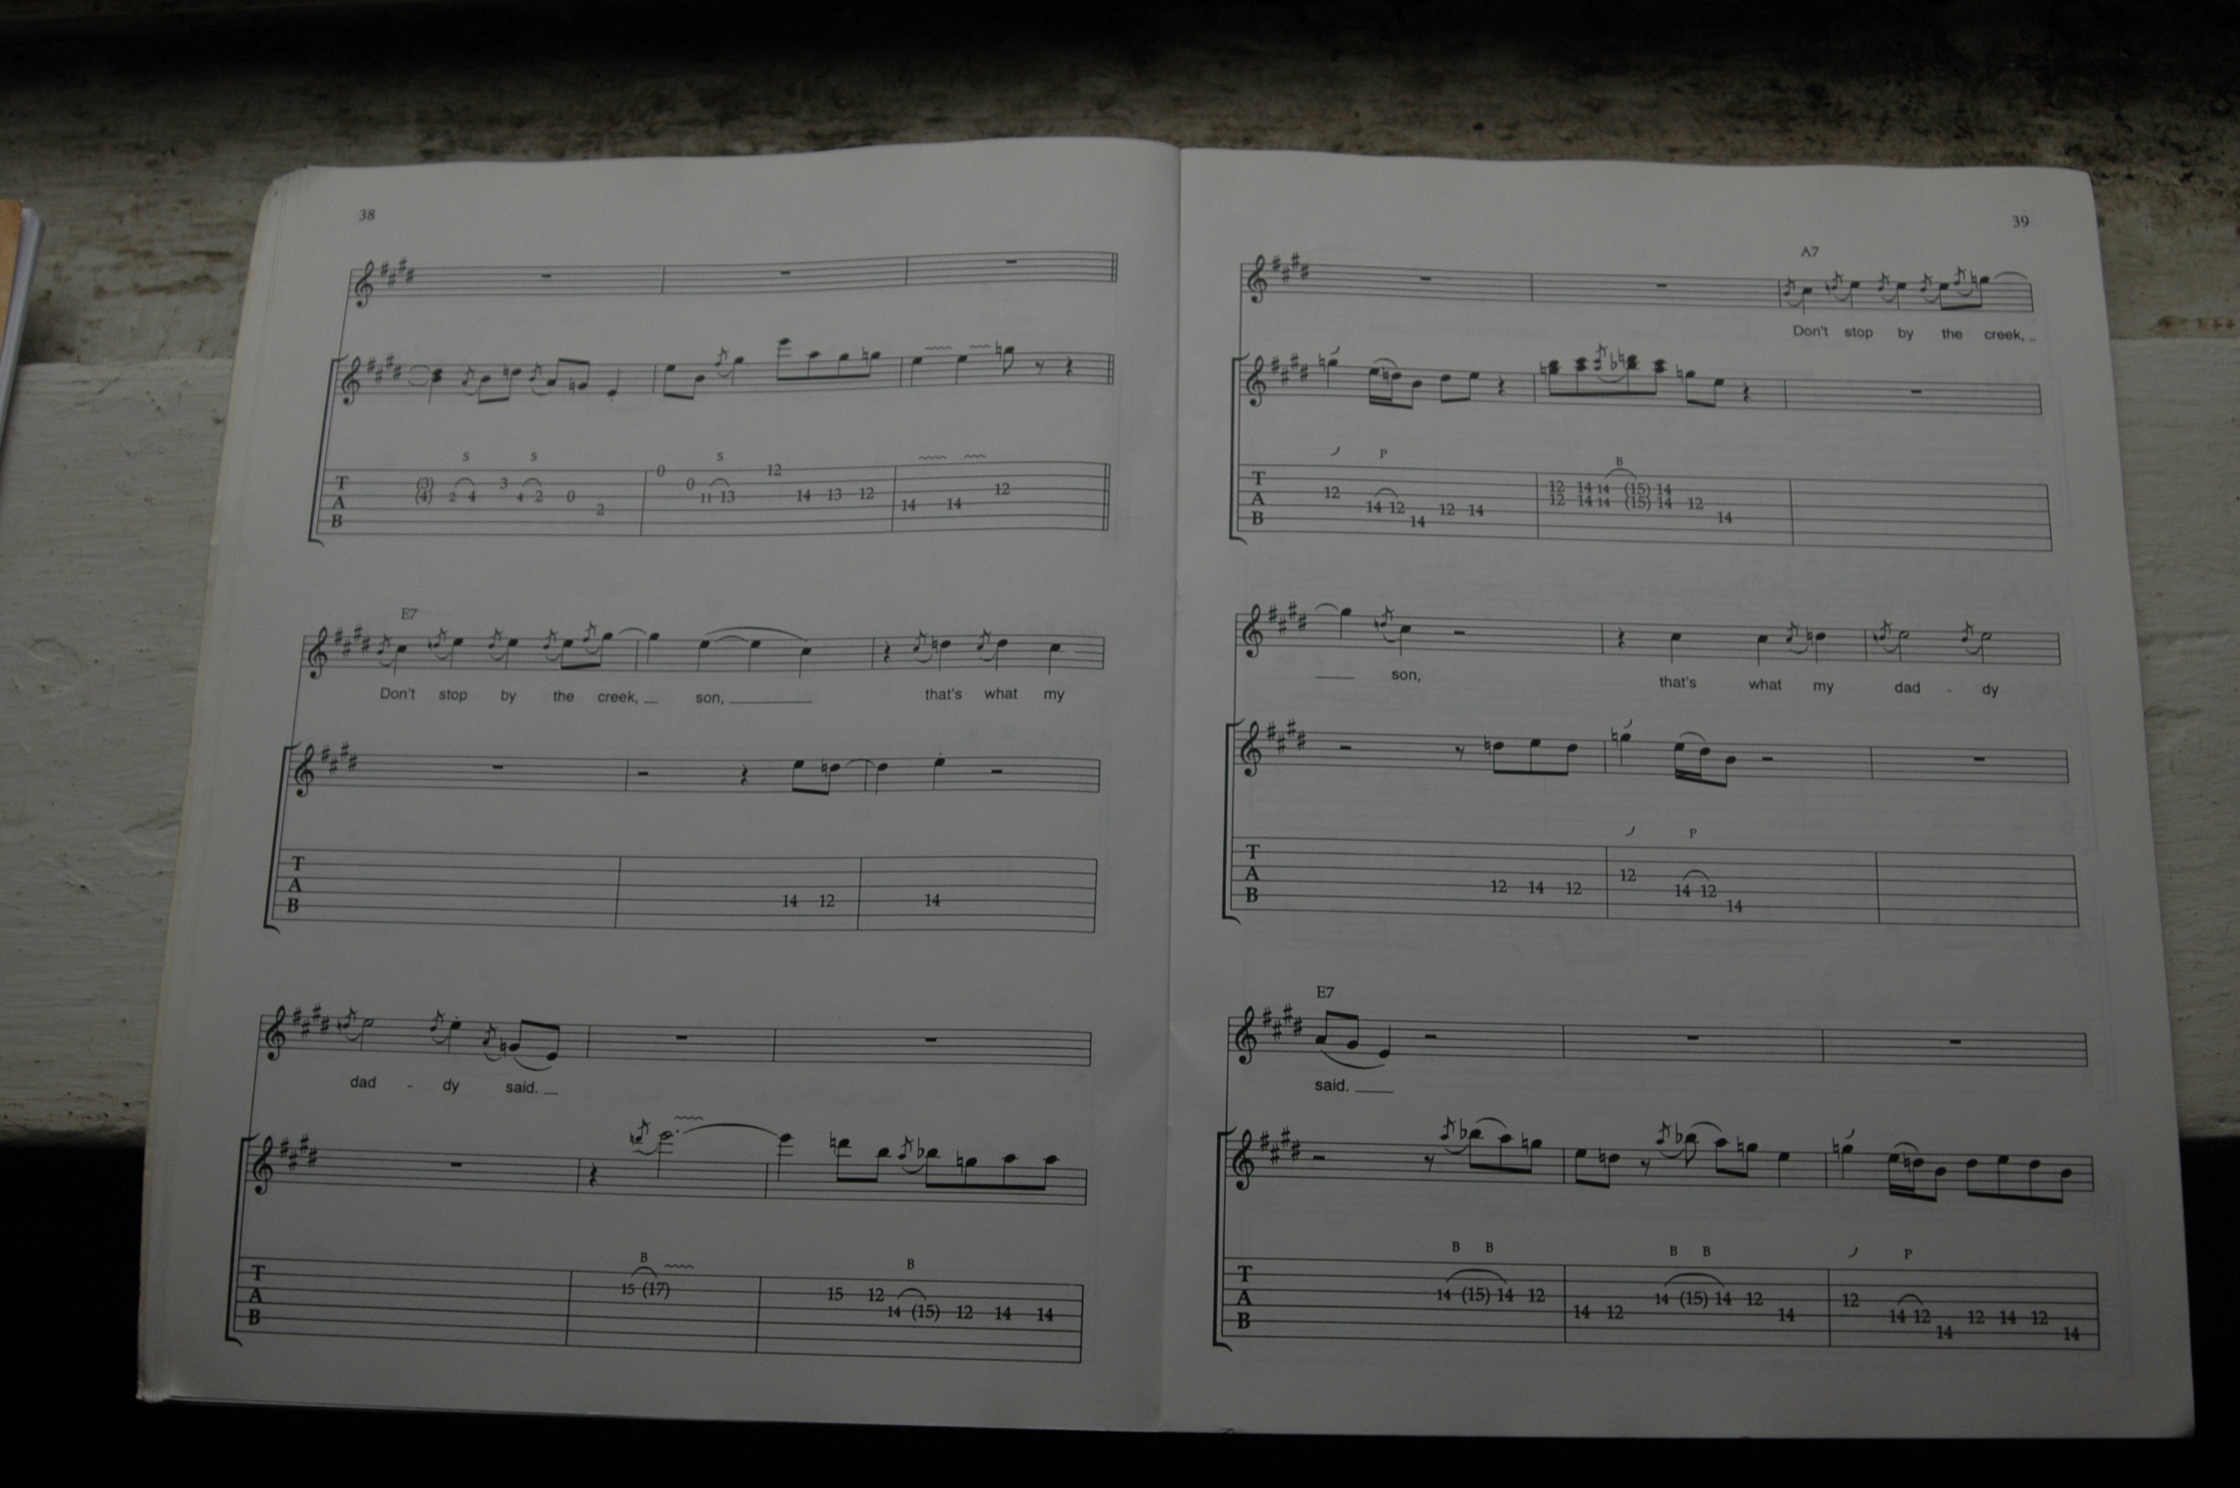 38
S S S
T (3) 2 4 3 4 2 0 2 0 0 11 13 12 14 13 12 14 14 12
A (4)
B
E7
Don't stop by the creek, son, that's what my
T
A
B 14 12 14
dad - dy said.
B B
T 15 (17) 15 12
A 14 (15) 12 14 14
B
39
A7
Don't stop by the creek,
P B
T 12 14 14 (15) 14
A 12 14 12 12 14 12 14 14 (15) 14 12
B 14 14
son, that's what my dad - dy
P
T
A 12
B 12 14 12 14 12 14
E7
said.
B B B B P
T
A 14 (15) 14 12 14 (15) 14 12 12
B 14 12 14 14 12 14 12 14 12 14